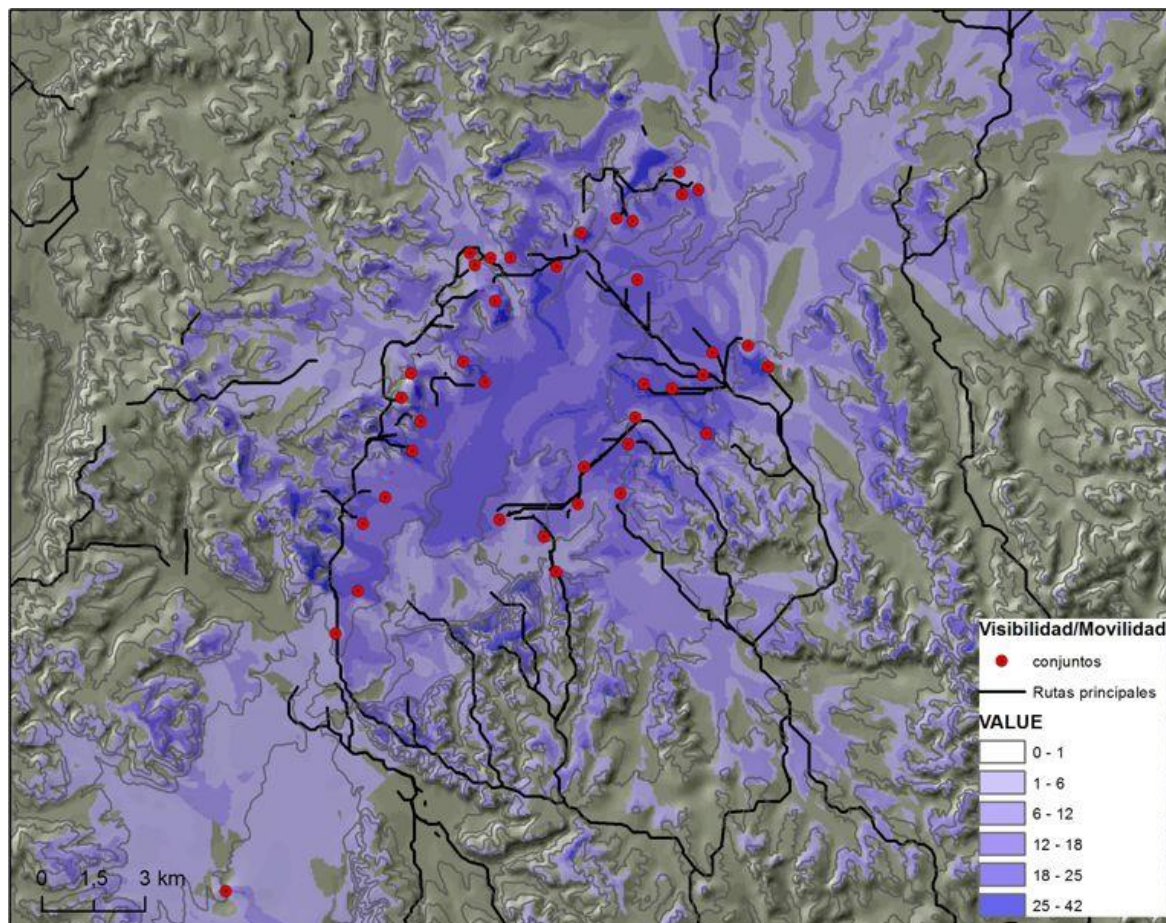 Visibilidad/Movilidad
conjuntos
Rutas principales
VALUE
0 - 1
1 - 6
6 - 12
12 - 18
18 - 25
25 - 42
0 1,5 3 km